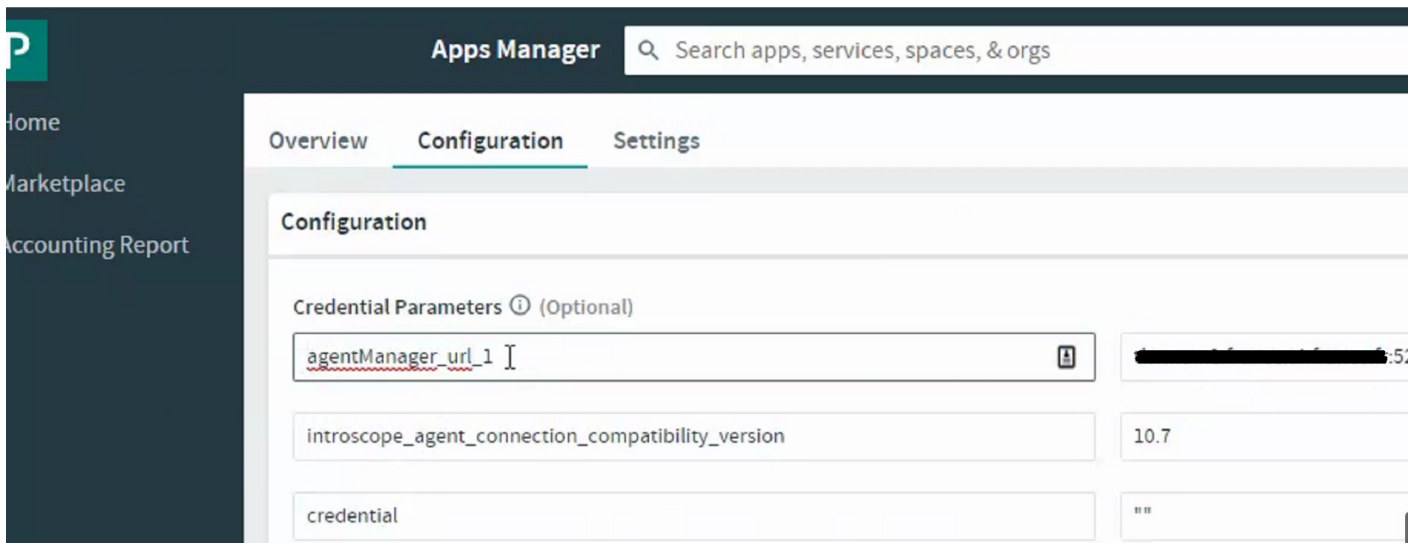 P
Apps Manager
Search apps, services, spaces, & orgs
Home
Marketplace
Accounting Report
Overview Configuration Settings
Configuration
Credential Parameters (Optional)
agentManager_url_1 :52
introscope_agent_connection_compatibility_version 10.7
credential ""